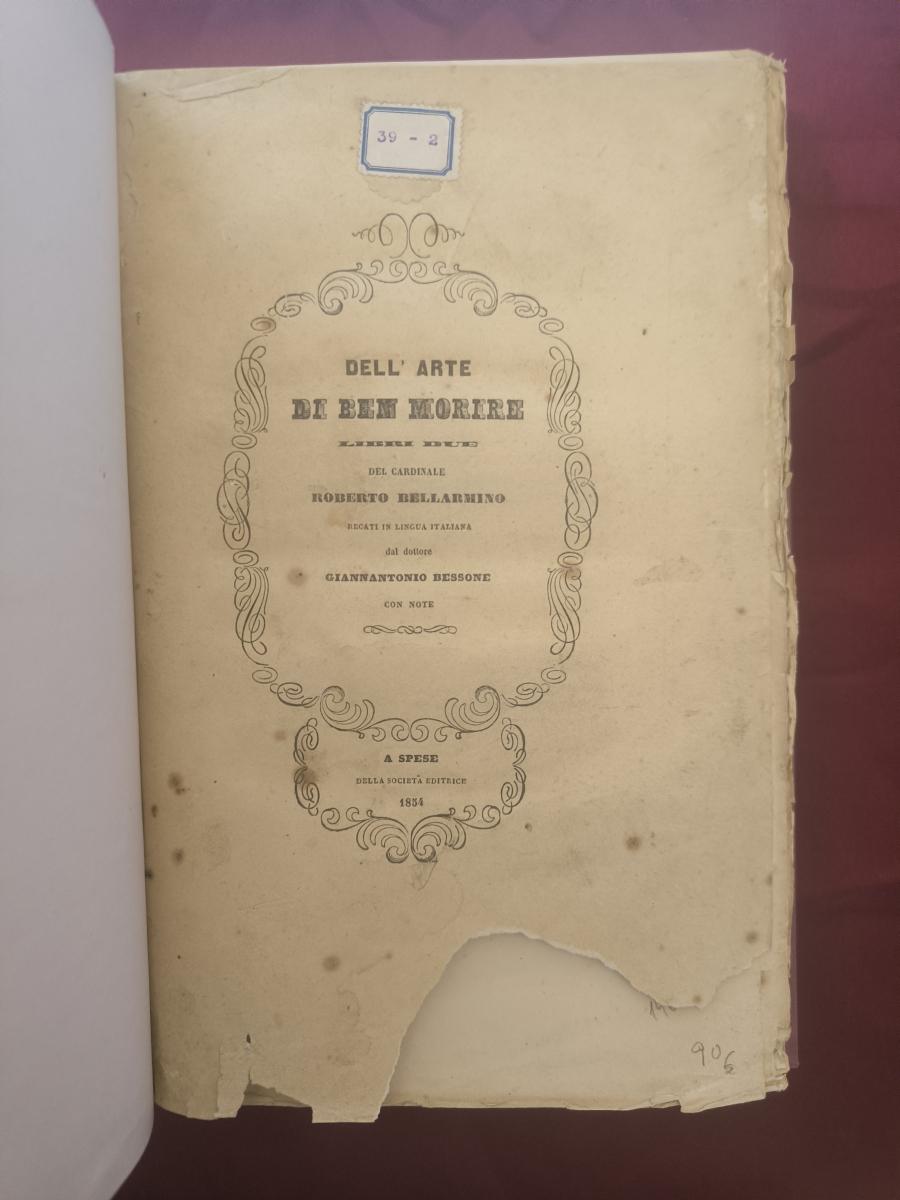 39 - 2
DELL' ARTE
DI BEN MORIRE
LIBRI DUE
DEL CARDINALE
ROBERTO BELLARMINO
RECATI IN LINGUA ITALIANA
dal dottore
GIANNANTONIO BESSONE
CON NOTE
A SPESE
DELLA SOCIETÀ EDITRICE
1854